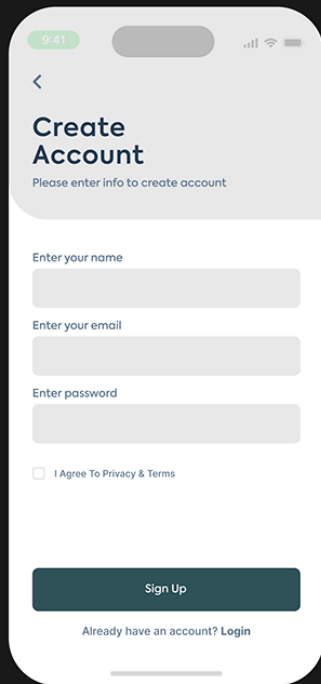 9:41
Create
Account
Please enter info to create account
Enter your name
Enter your email
Enter password
I Agree To Privacy & Terms
Sign Up
Already have an account? Login